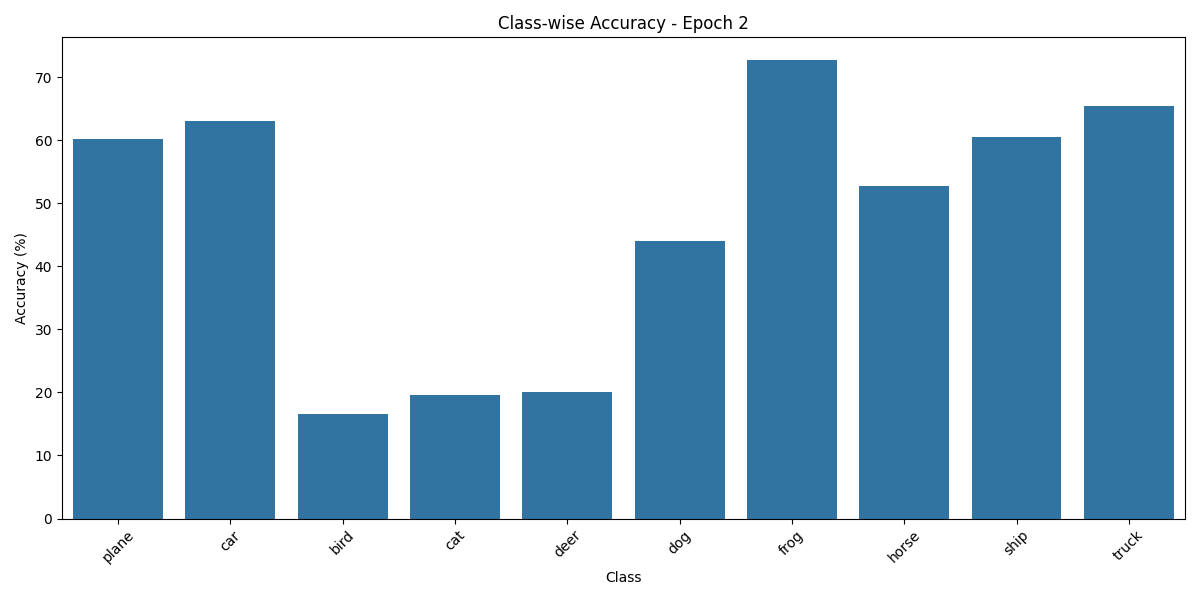 Class-wise Accuracy - Epoch 2
Accuracy (%)
70
60
50
40
30
20
10
0
plane car bird cat deer dog frog horse ship truck
Class